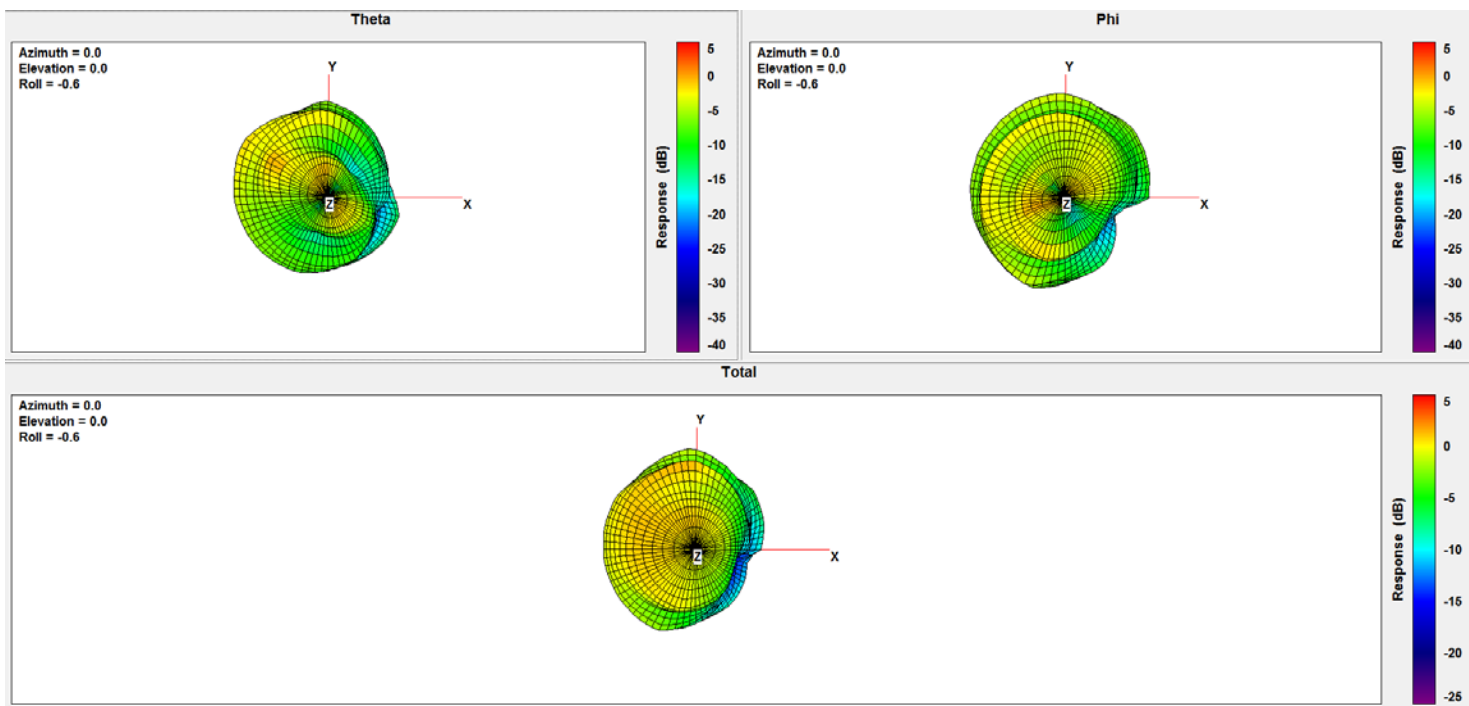 Theta
Azimuth = 0.0
Elevation = 0.0
Roll = -0.6
Y
X
Z
Response (dB)
5
0
-5
-10
-15
-20
-25
-30
-35
-40
Phi
Azimuth = 0.0
Elevation = 0.0
Roll = -0.6
Y
X
Z
Response (dB)
5
0
-5
-10
-15
-20
-25
-30
-35
-40
Total
Azimuth = 0.0
Elevation = 0.0
Roll = -0.6
Y
X
Z
Response (dB)
5
0
-5
-10
-15
-20
-25